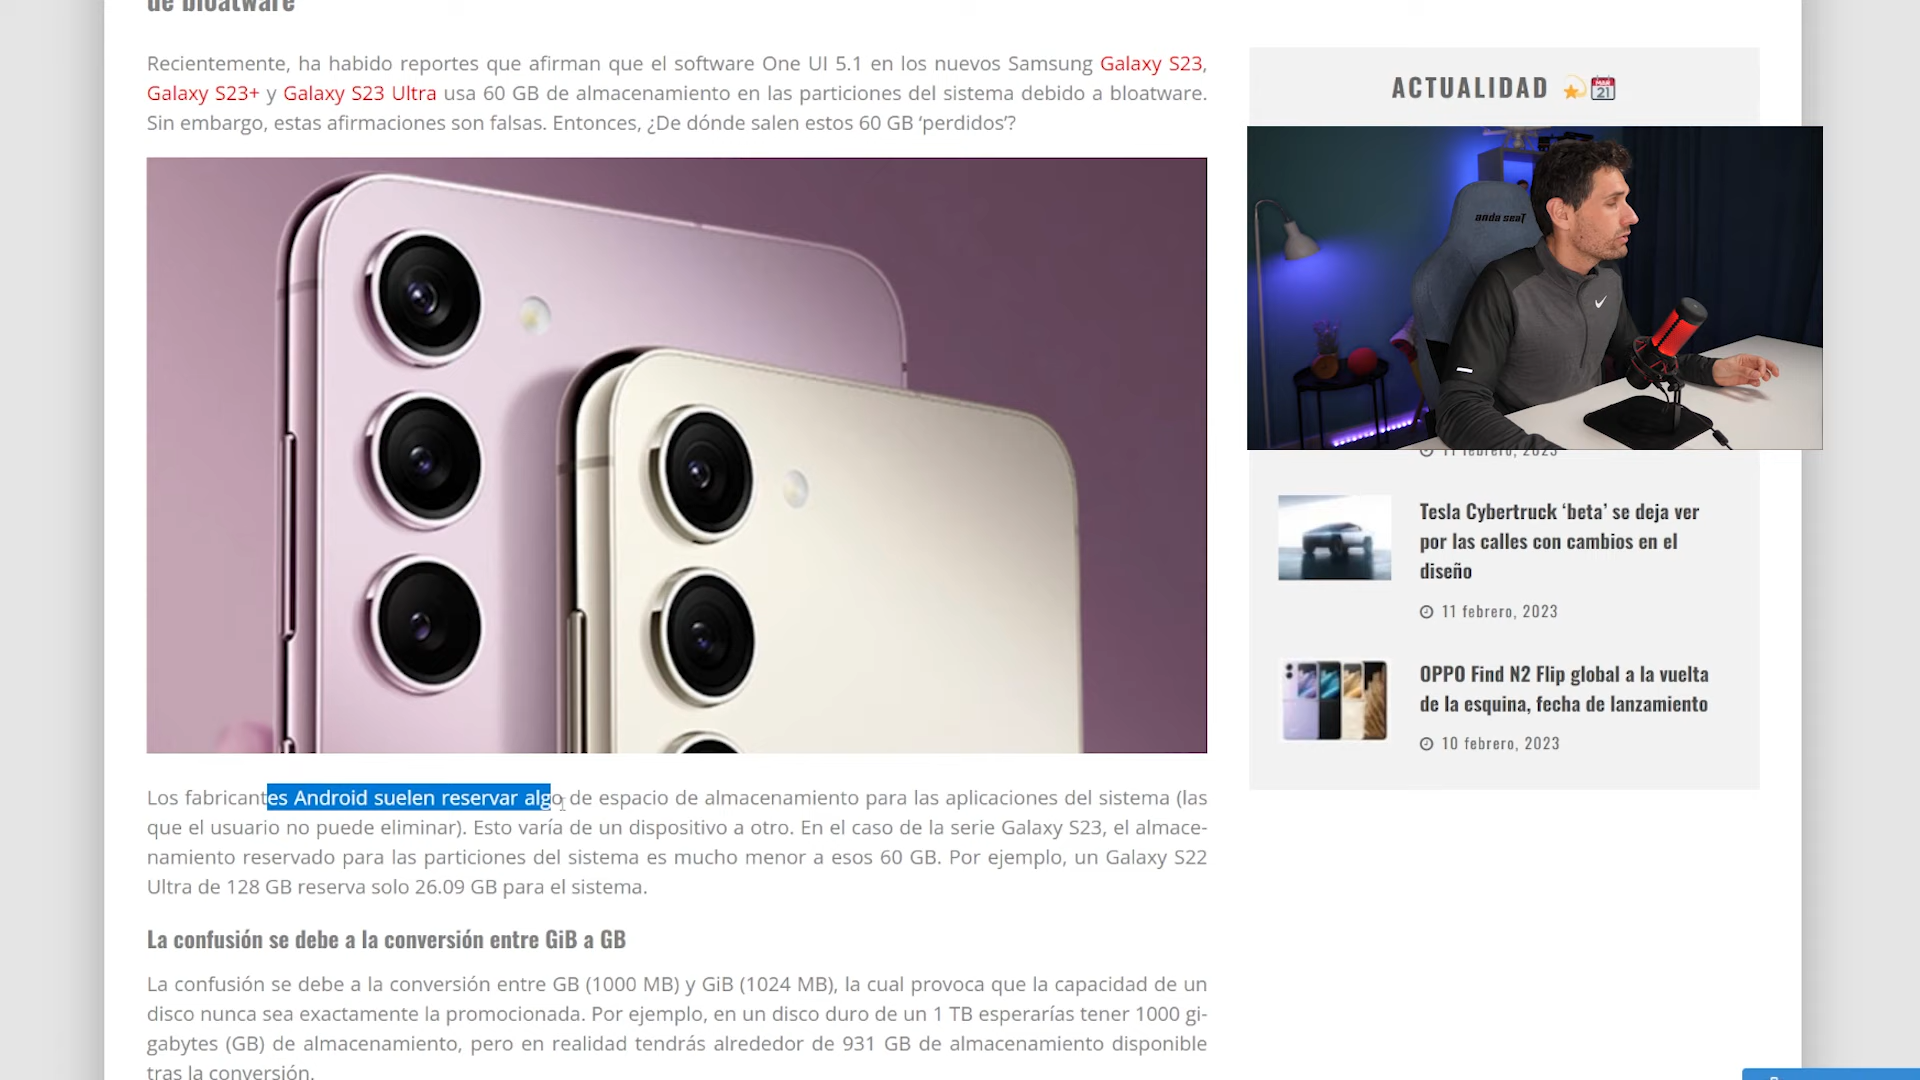 de bloatware
Recientemente, ha habido reportes que afirman que el software One UI 5.1 en los nuevos Samsung Galaxy S23,
Galaxy S23+ y Galaxy S23 Ultra usa 60 GB de almacenamiento en las particiones del sistema debido a bloatware.
Sin embargo, estas afirmaciones son falsas. Entonces, ¿De dónde salen estos 60 GB ‘perdidos’?
Los fabricantes Android suelen reservar algo de espacio de almacenamiento para las aplicaciones del sistema (las
que el usuario no puede eliminar). Esto varía de un dispositivo a otro. En el caso de la serie Galaxy S23, el almace-
namiento reservado para las particiones del sistema es mucho menor a esos 60 GB. Por ejemplo, un Galaxy S22
Ultra de 128 GB reserva solo 26.09 GB para el sistema.
La confusión se debe a la conversión entre GiB a GB
La confusión se debe a la conversión entre GB (1000 MB) y GiB (1024 MB), la cual provoca que la capacidad de un
disco nunca sea exactamente la promocionada. Por ejemplo, en un disco duro de un 1 TB esperarías tener 1000 gi-
gabytes (GB) de almacenamiento, pero en realidad tendrás alrededor de 931 GB de almacenamiento disponible
tras la conversión.
ACTUALIDAD
anda seaT
11 febrero, 2023
Tesla Cybertruck ‘beta’ se deja ver
por las calles con cambios en el
diseño
11 febrero, 2023
OPPO Find N2 Flip global a la vuelta
de la esquina, fecha de lanzamiento
10 febrero, 2023